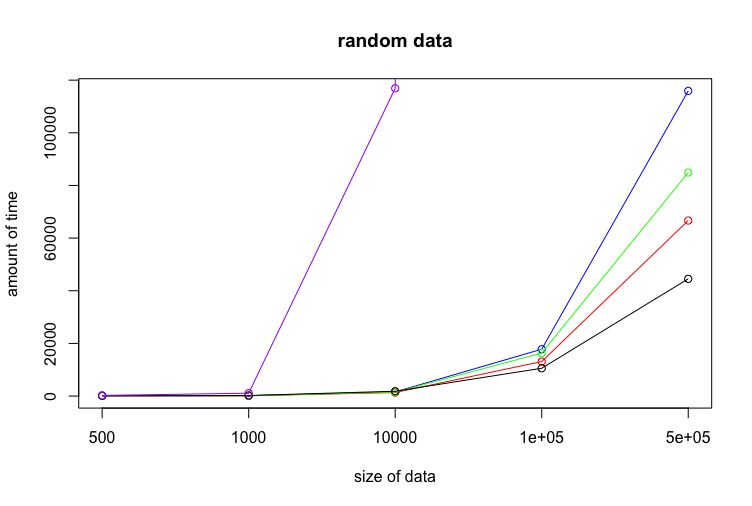 random data
amount of time
100000
60000
20000
0
500 1000 10000 1e+05 5e+05
size of data